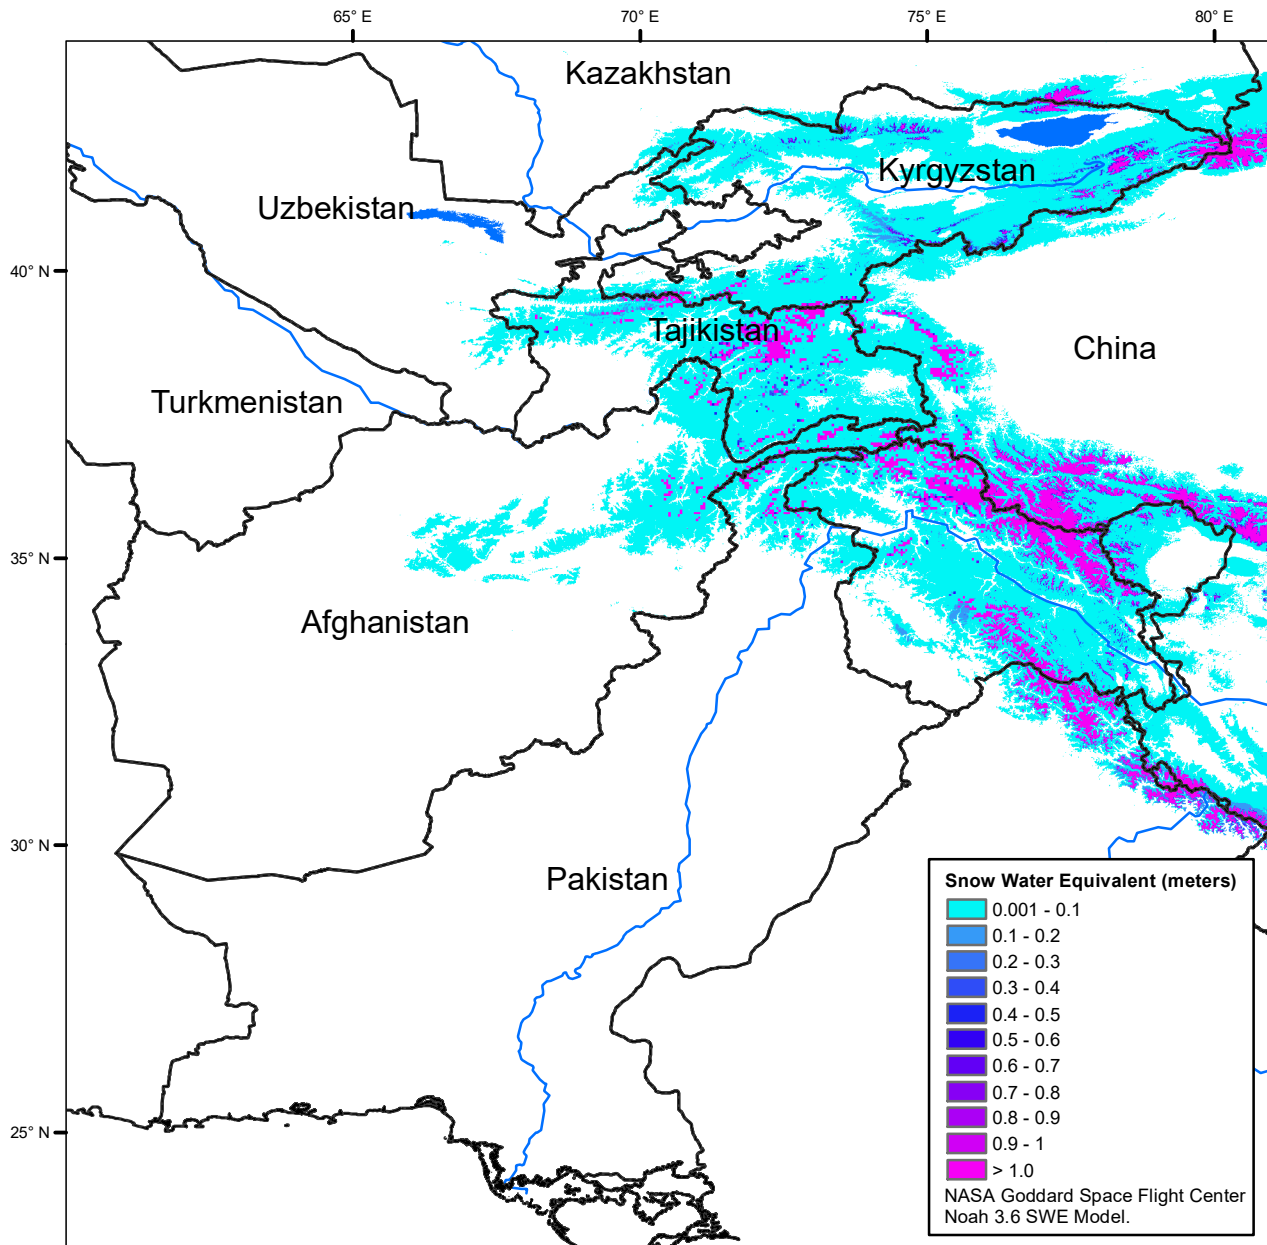 65° E
70° E
75° E
80° E
Kazakhstan
Kyrgyzstan
Uzbekistan
40° N
Tajikistan
China
Turkmenistan
35° N
Afghanistan
30° N
Pakistan
25° N
Snow Water Equivalent (meters)
0.001 - 0.1
0.1 - 0.2
0.2 - 0.3
0.3 - 0.4
0.4 - 0.5
0.5 - 0.6
0.6 - 0.7
0.7 - 0.8
0.8 - 0.9
0.9 - 1
> 1.0
NASA Goddard Space Flight Center
Noah 3.6 SWE Model.